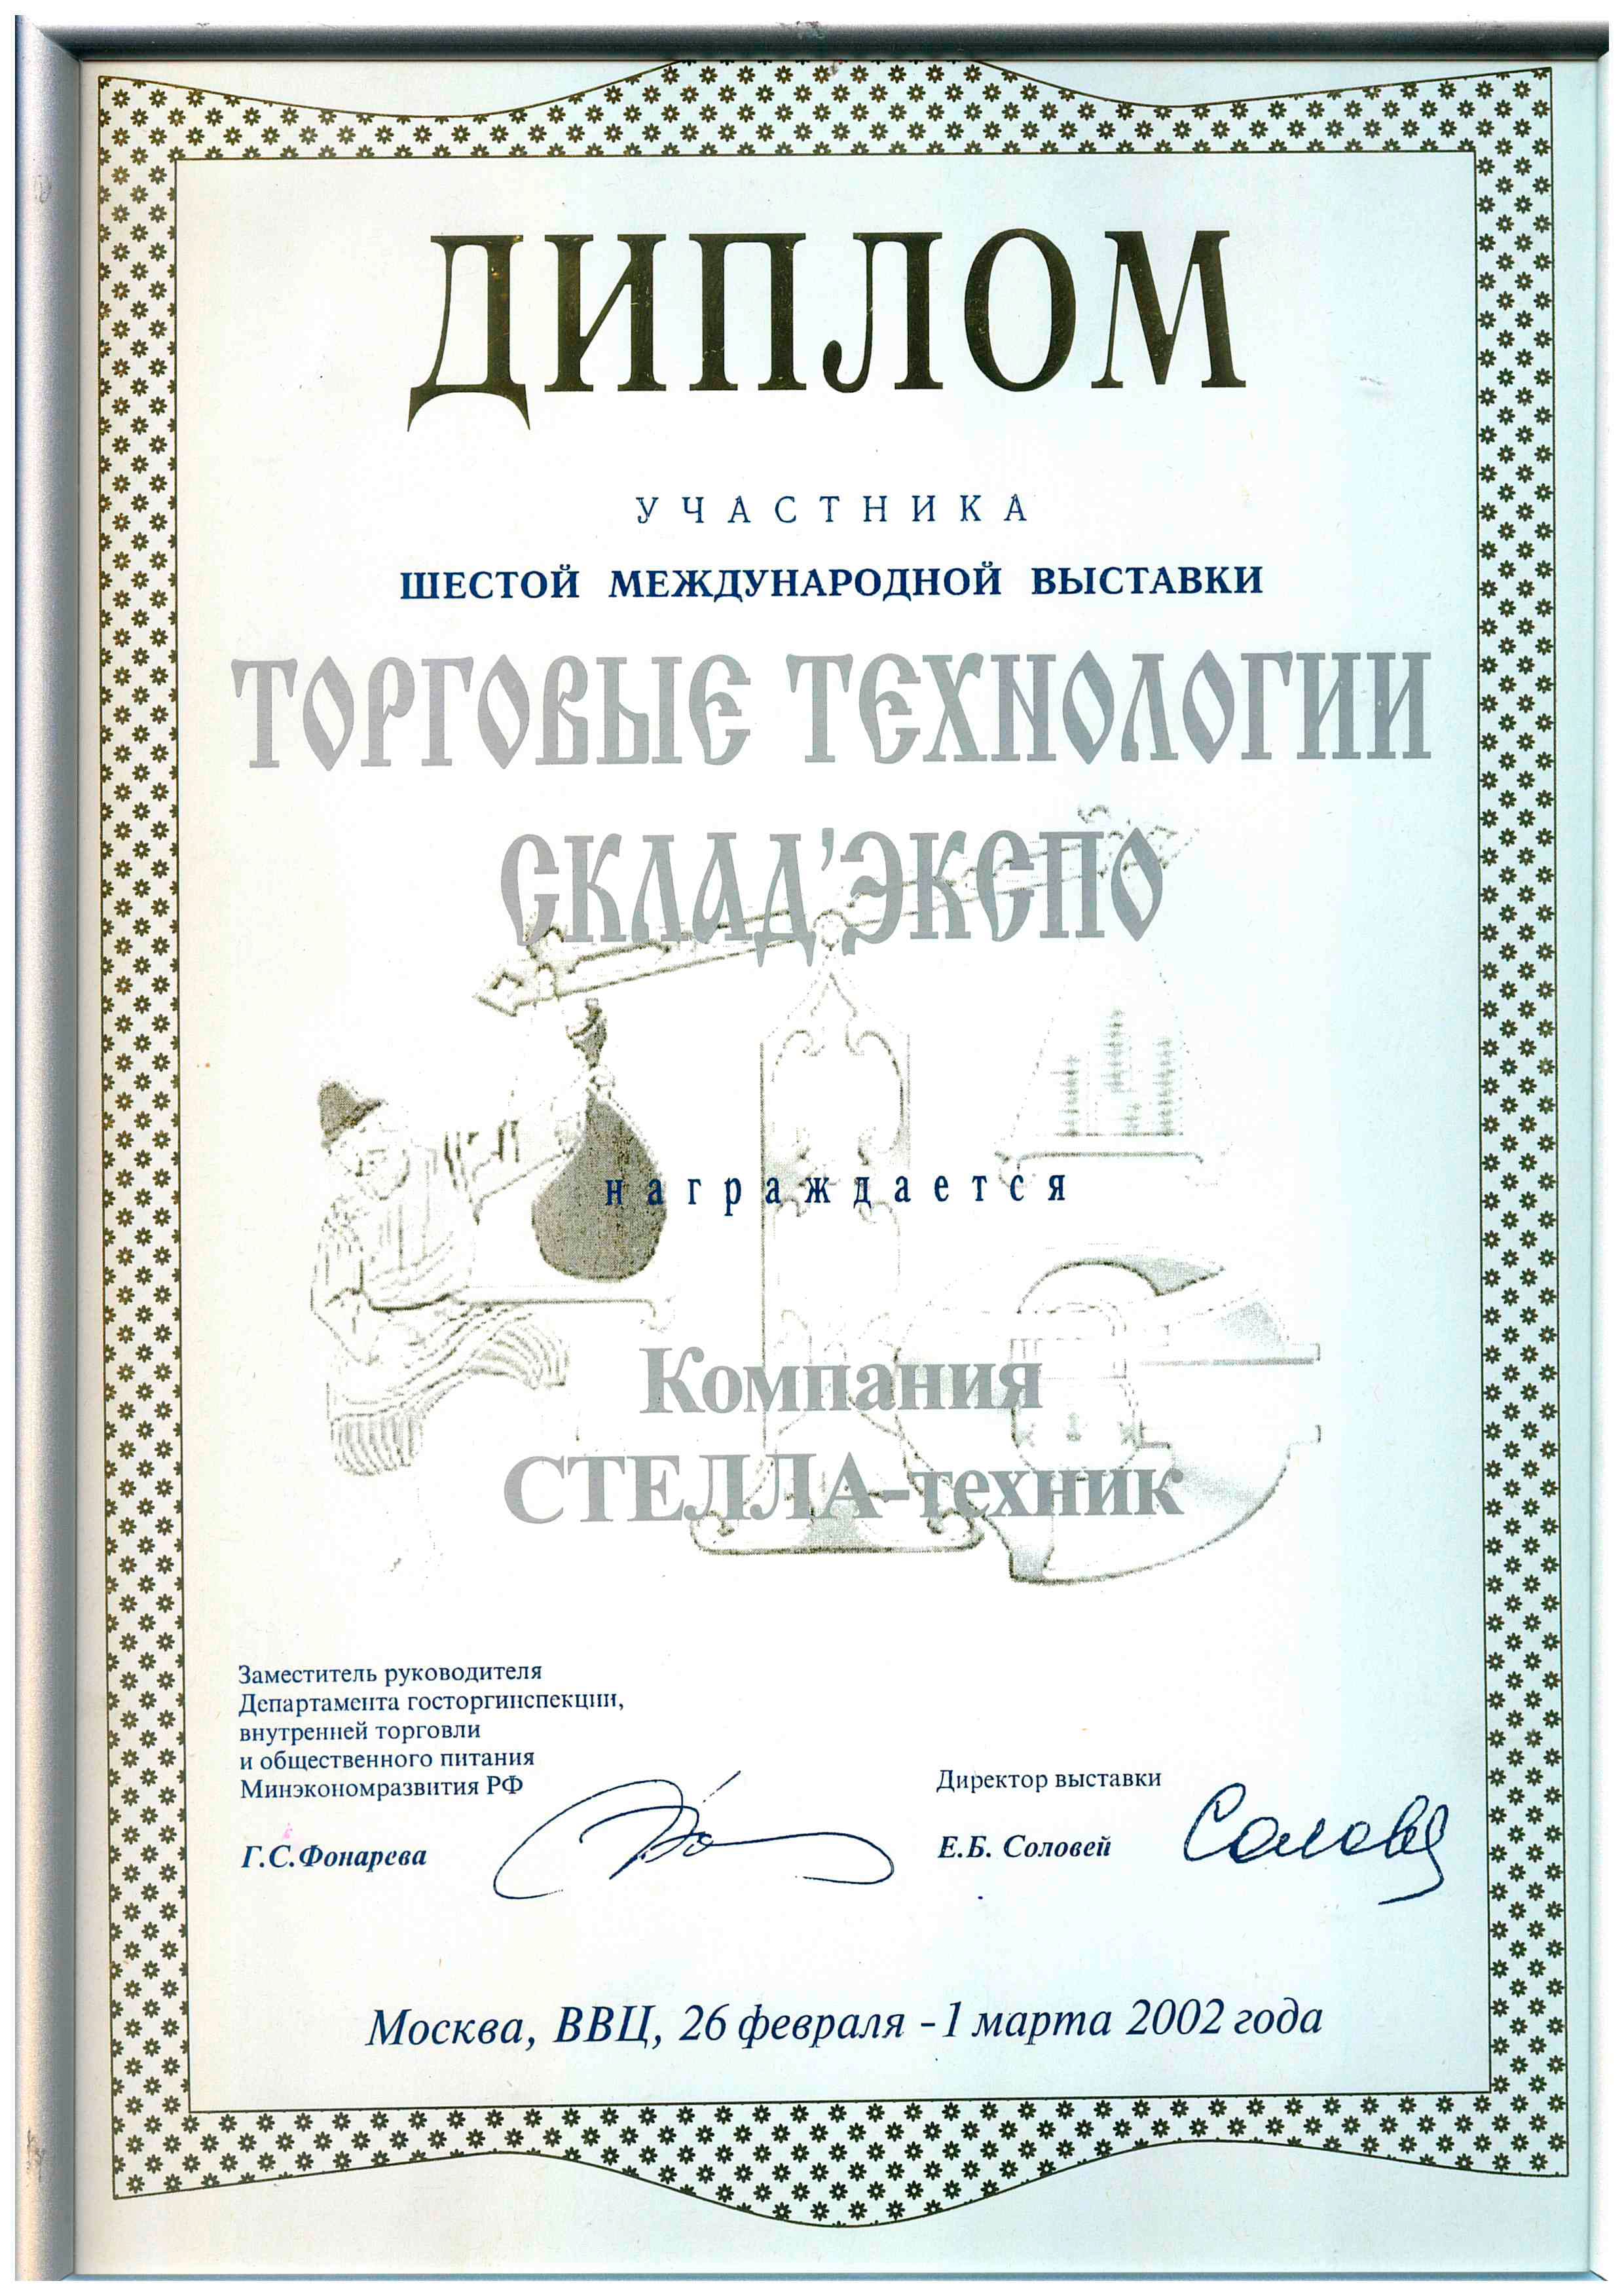 ДИПЛОМ
УЧАСТНИКА
ШЕСТОЙ МЕЖДУНАРОДНОЙ ВЫСТАВКИ
ТОРГОВЫЕ ТЕХНОЛОГИИ
СКЛАД'ЭКСПО
награждается
Компания
СТЕЛЛА-техник
Заместитель руководителя
Департамента госторгинспекции,
внутренней торговли
и общественного питания
Минэкономразвития РФ
Г.С.Фонарева
Директор выставки
Е.Б. Соловей
Москва, ВВЦ, 26 февраля - 1 марта 2002 года